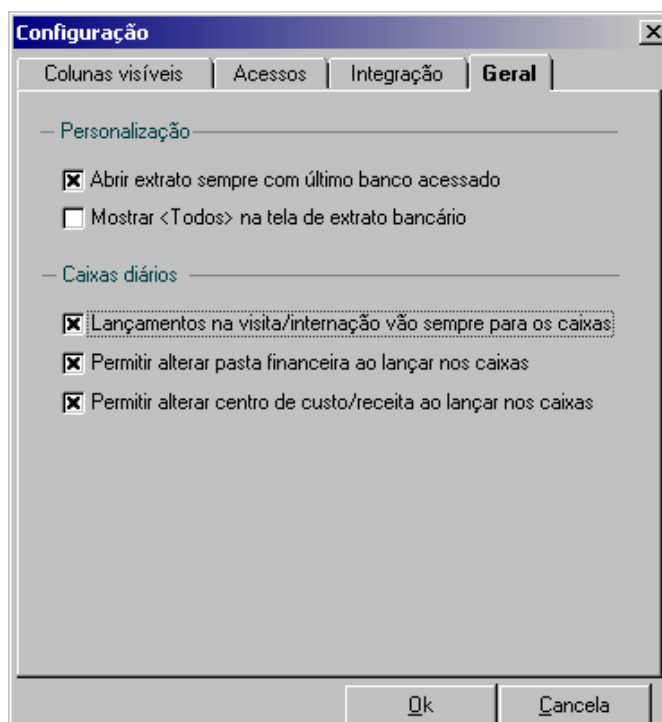 Configuração
Colunas visíveis Acessos Integração Geral
Personalização
Abrir extrato sempre com último banco acessado
Mostrar <Todos> na tela de extrato bancário
Caixas diários
Lançamentos na visita/internação vão sempre para os caixas
Permitir alterar pasta financeira ao lançar nos caixas
Permitir alterar centro de custo/receita ao lançar nos caixas
Ok Cancela